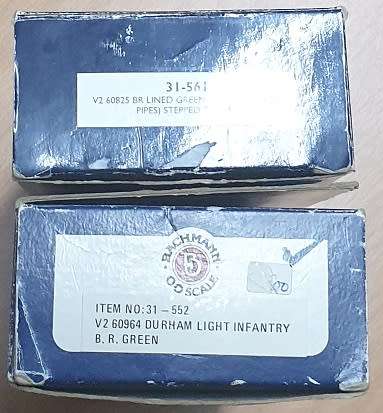 31-561
V2 60825 BR LINED GREEN
PIPES) STEPPED
BACHMANN
OO SCALE
ITEM NO:31 - 552
V2 60964 DURHAM LIGHT INFANTRY
B. R. GREEN